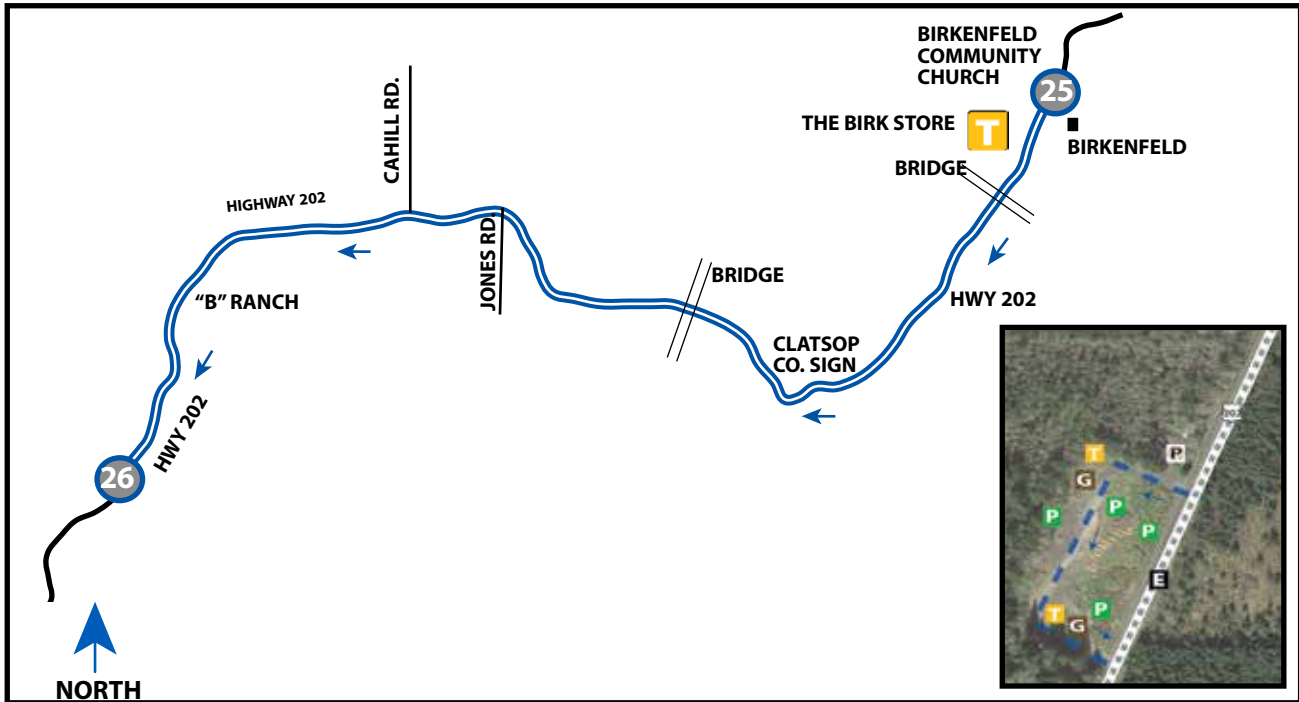 BIRKENFELD
COMMUNITY
CHURCH
25
THE BIRK STORE
T
BIRKENFELD
BRIDGE
CAHILL RD.
HIGHWAY 202
JONES RD.
BRIDGE
"B" RANCH
HWY 202
CLATSOP
CO. SIGN
HWY 202
26
NORTH
202
T
P
G
P
P
P
E
T
G
P